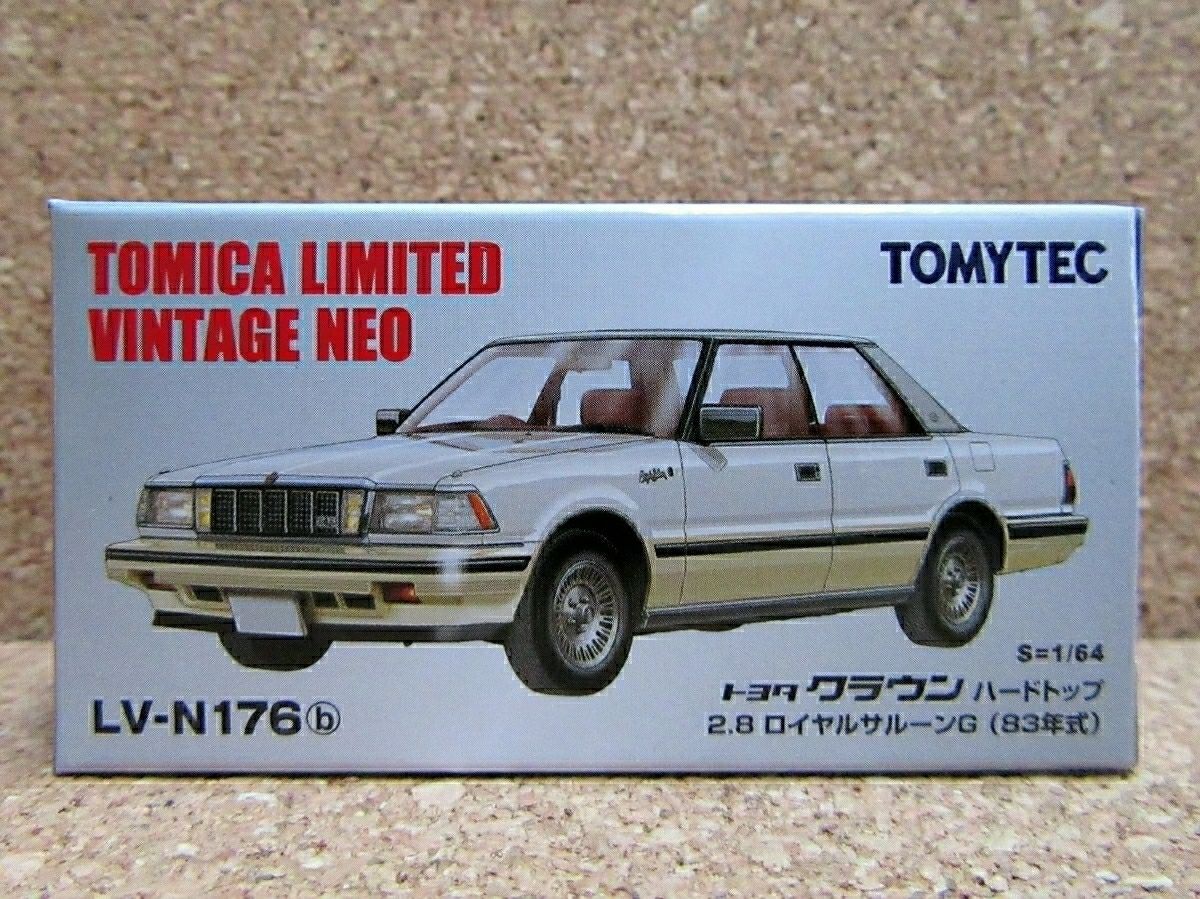 TOMICA LIMITED
VINTAGE NEO
TOMYTEC
S=1/64
LV-N176ⓑ
トヨタ クラウン ハードトップ
2.8 ロイヤルサルーンG (83年式)